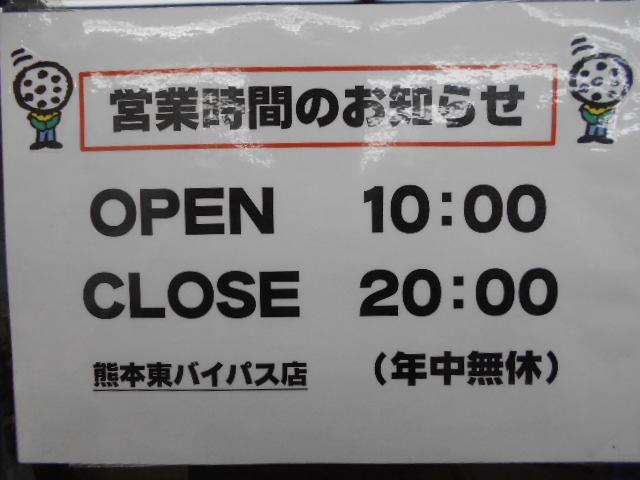 営業時間のお知らせ
OPEN 10:00
CLOSE 20:00
熊本東バイパス店 (年中無休)